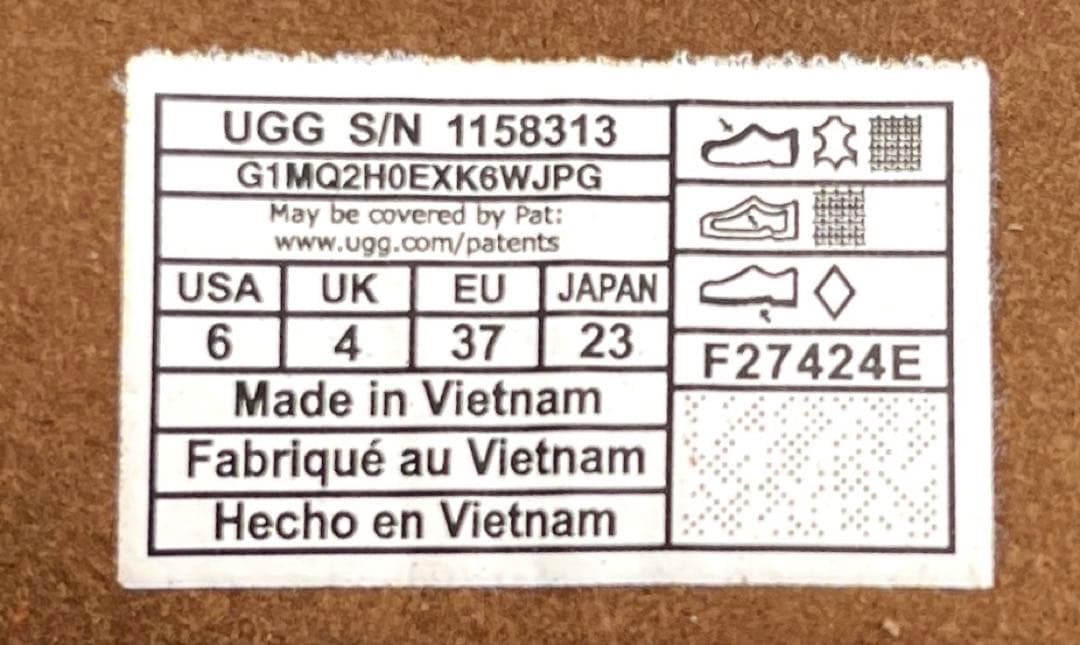 UGG S/N 1158313
G1MQ2H0EXK6WJPG
May be covered by Pat:
www.ugg.com/patents
USA UK EU JAPAN
6 4 37 23
Made in Vietnam
Fabriqué au Vietnam
Hecho en Vietnam
F27424E